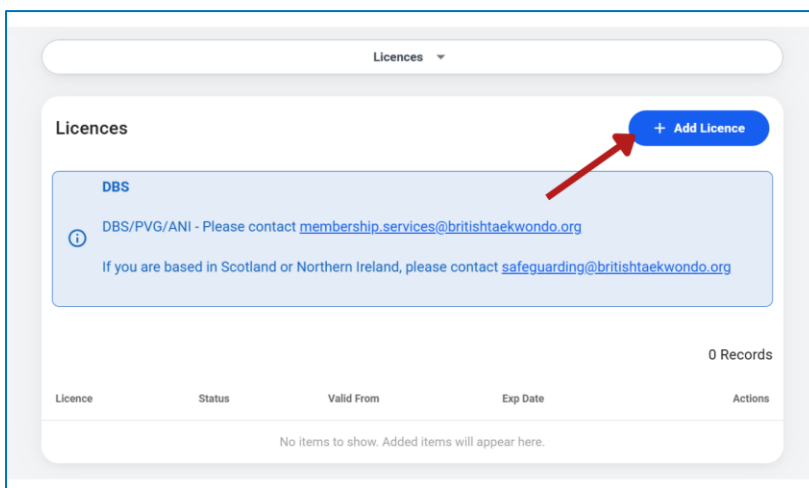 Licences
Licences
+ Add Licence
DBS
DBS/PVG/ANI - Please contact membership.services@britishtaekwondo.org
If you are based in Scotland or Northern Ireland, please contact safeguarding@britishtaekwondo.org
0 Records
Licence Status Valid From Exp Date Actions
No items to show. Added items will appear here.